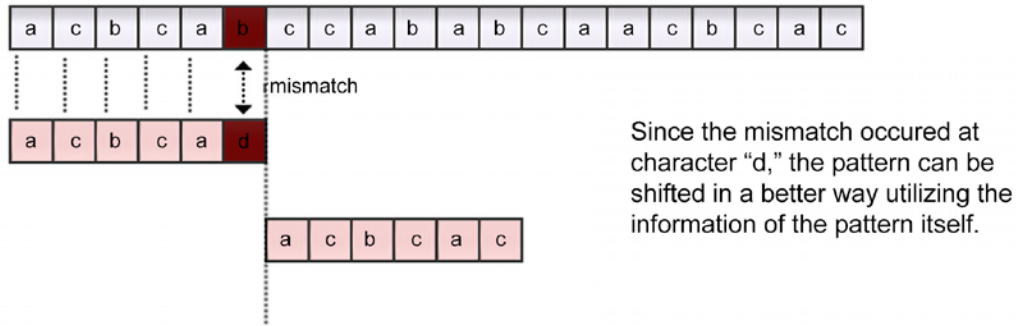 a c b c a b c c a b a b c a a c b c a c
mismatch
a c b c a d
Since the mismatch occured at
character “d,” the pattern can be
shifted in a better way utilizing the
information of the pattern itself.
a c b c a c